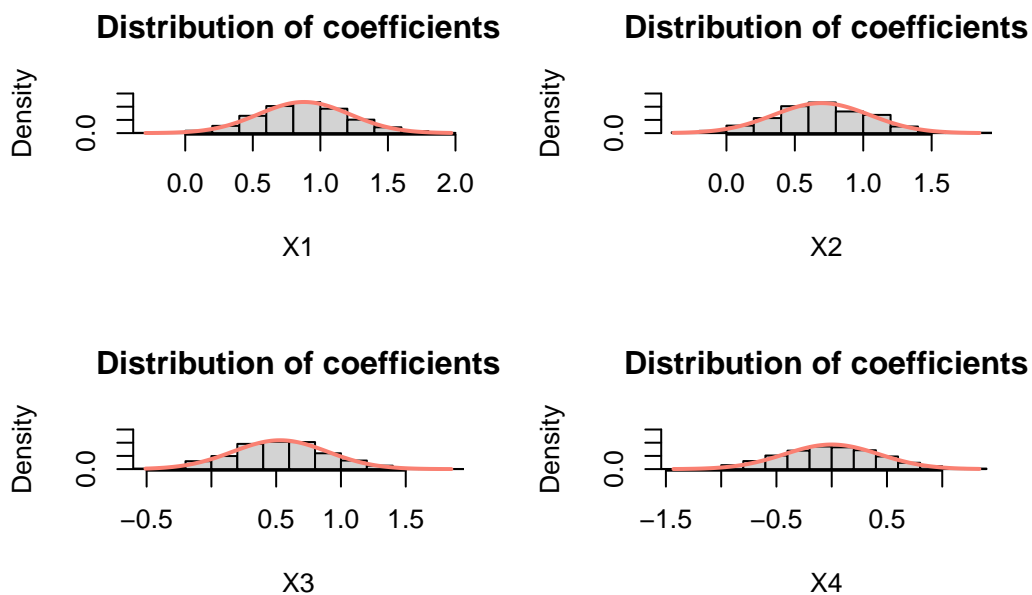 Distribution of coefficients
Density
0.0
0.0 0.5 1.0 1.5 2.0
X1
Distribution of coefficients
Density
0.0
0.0 0.5 1.0 1.5
X2
Distribution of coefficients
Density
0.0
−0.5 0.5 1.0 1.5
X3
Distribution of coefficients
Density
0.0
−1.5 −0.5 0.5
X4